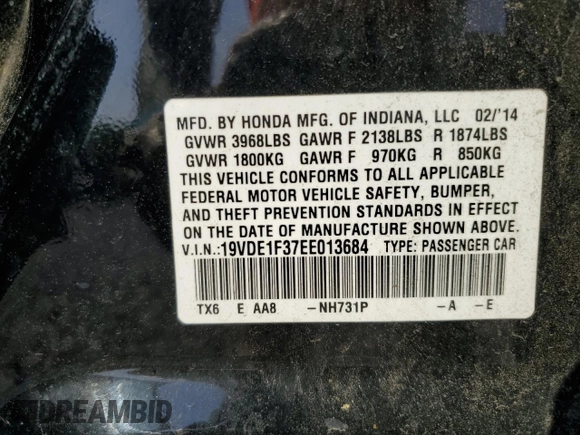 MFD. BY HONDA MFG. OF INDIANA, LLC 02/'14
GVWR 3968LBS GAWR F 2138LBS R 1874LBS
GVWR 1800KG GAWR F 970KG R 850KG
THIS VEHICLE CONFORMS TO ALL APPLICABLE
FEDERAL MOTOR VEHICLE SAFETY, BUMPER,
AND THEFT PREVENTION STANDARDS IN EFFECT
ON THE DATE OF MANUFACTURE SHOWN ABOVE.
V.I.N.:19VDE1F37EE013684 TYPE: PASSENGER CAR
TX6 E AA8 -NH731P -A -E
DREAMBID